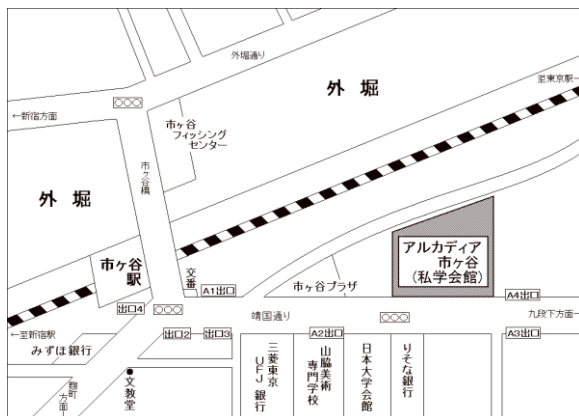 外堀通り
至東京駅→
外 堀
←新宿方面
市ヶ谷
フィッシング
センター
市ヶ谷橋
外 堀
市ヶ谷
駅
アルカディア
市ヶ谷
(私学会館)
交番
A1出口
市ヶ谷プラザ
A4出口
出口4
靖国通り
九段下方面→
←至新宿駅
出口2
出口3
A2出口
A3出口
みずほ銀行
麹町
方面
文教堂
三菱東京
UFJ銀行
山脇美術
専門学校
日本大学会館
りそな銀行